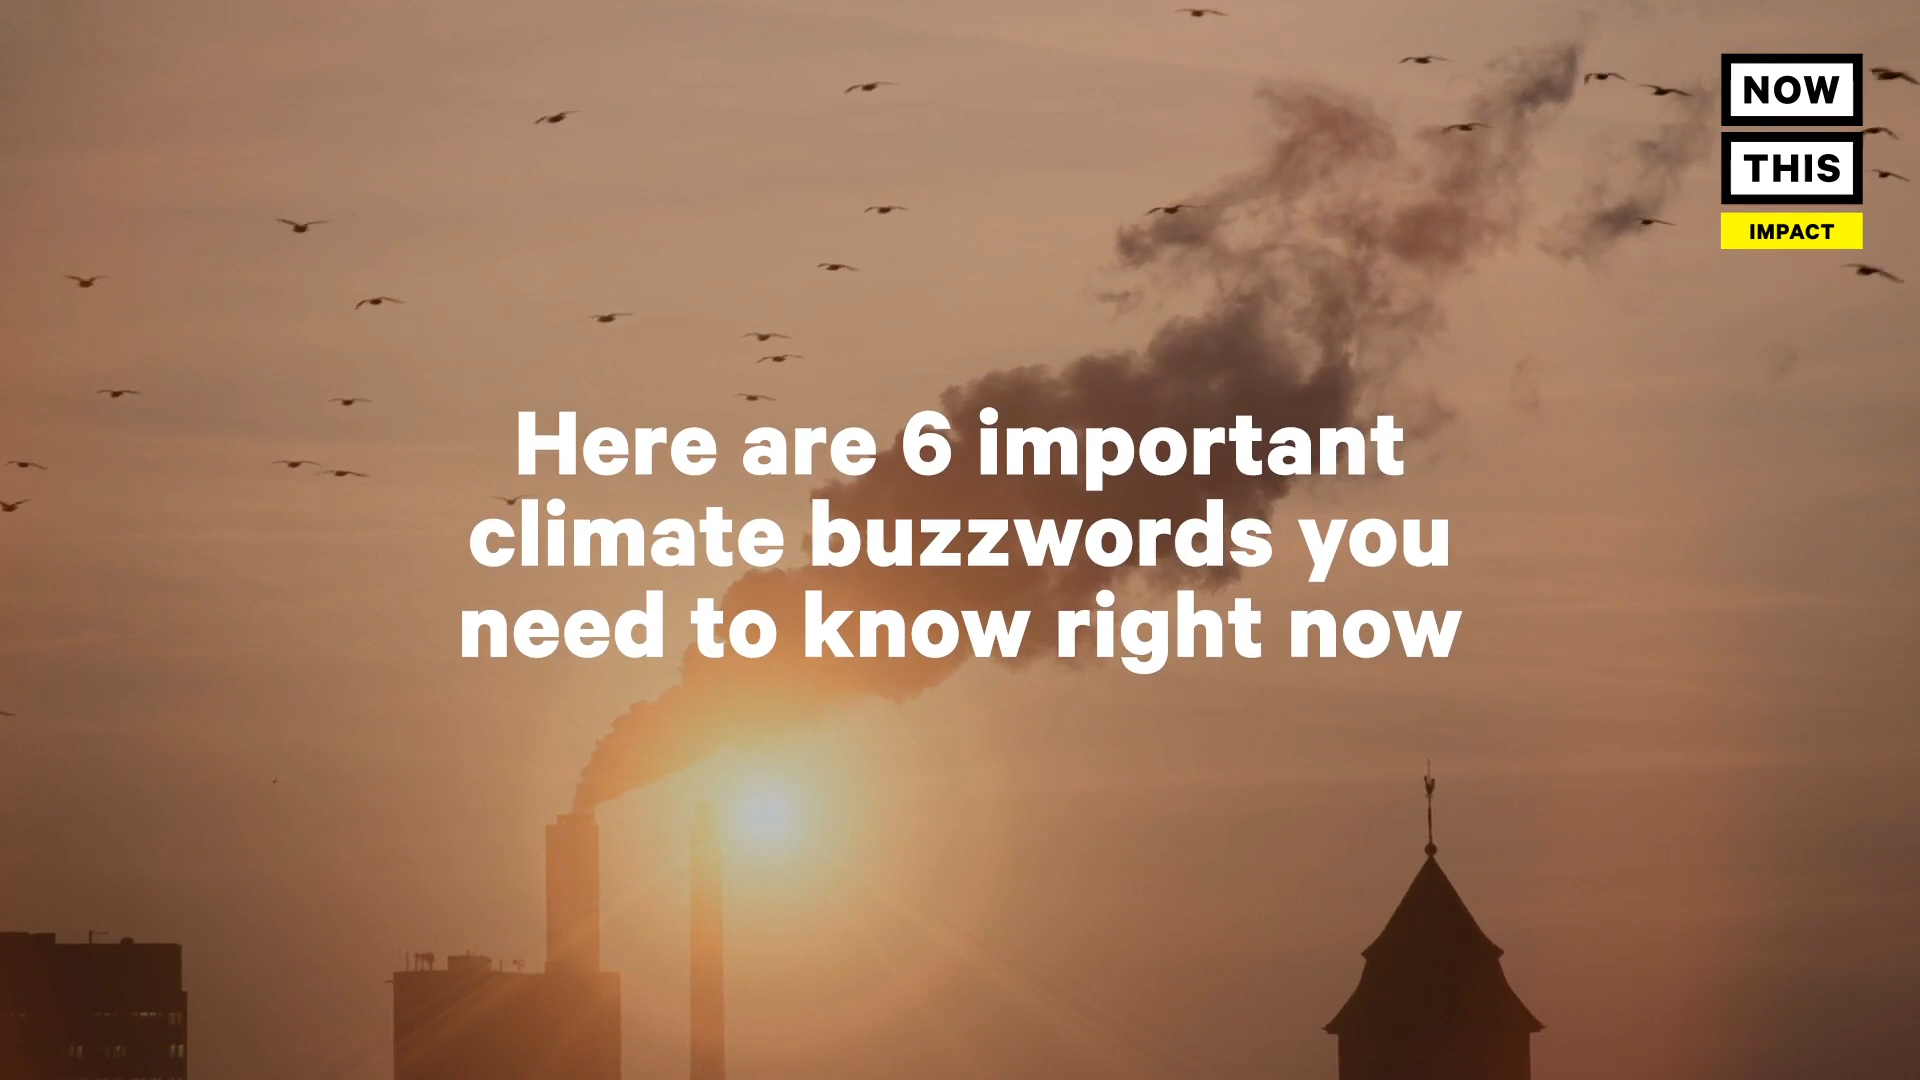 NOW
THIS
IMPACT
Here are 6 important
climate buzzwords you
need to know right now